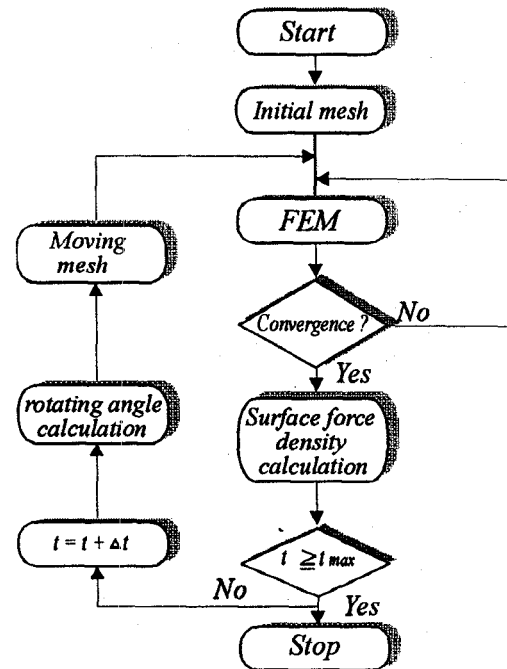 Start
Initial mesh
FEM
Moving
mesh
Convergence ?
No
Yes
rotating angle
calculation
Surface force
density
calculation
t = t + Δt
t ≧ t max
No
Yes
Stop